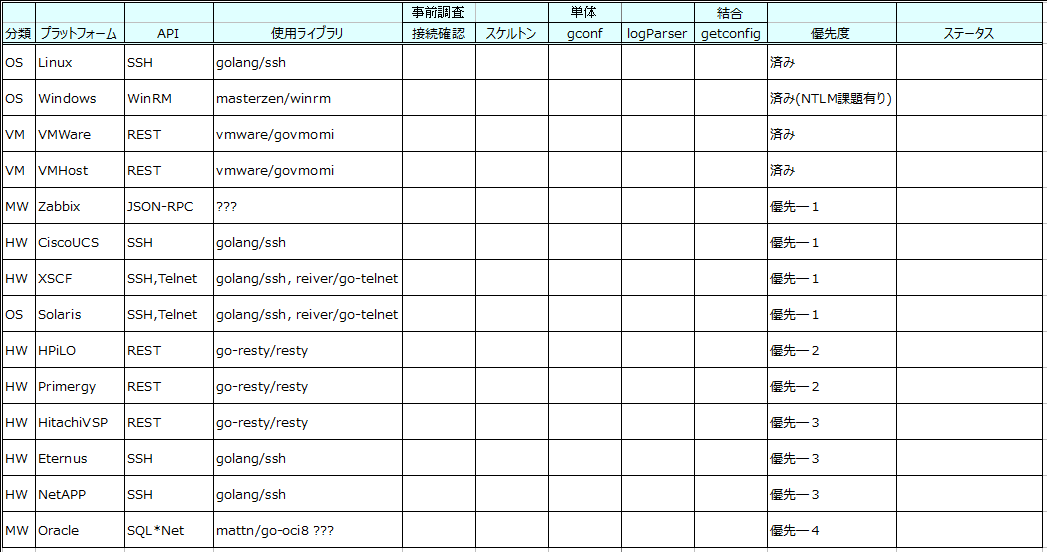 事前調査 単体 結合
分類 プラットフォーム API 使用ライブラリ 接続確認 スケルトン gconf logParser getconfig 優先度 ステータス
OS Linux SSH golang/ssh 済み
OS Windows WinRM masterzen/winrm 済み(NTLM課題有り)
VM VMWare REST vmware/govmomi 済み
VM VMHost REST vmware/govmomi 済み
MW Zabbix JSON-RPC ??? 優先ー1
HW CiscoUCS SSH golang/ssh 優先ー1
HW XSCF SSH,Telnet golang/ssh, reiver/go-telnet 優先ー1
OS Solaris SSH,Telnet golang/ssh, reiver/go-telnet 優先ー1
HW HPiLO REST go-resty/resty 優先ー2
HW Primergy REST go-resty/resty 優先ー2
HW HitachiVSP REST go-resty/resty 優先ー3
HW Eternus SSH golang/ssh 優先ー3
HW NetAPP SSH golang/ssh 優先ー3
MW Oracle SQL*Net mattn/go-oci8 ??? 優先ー4